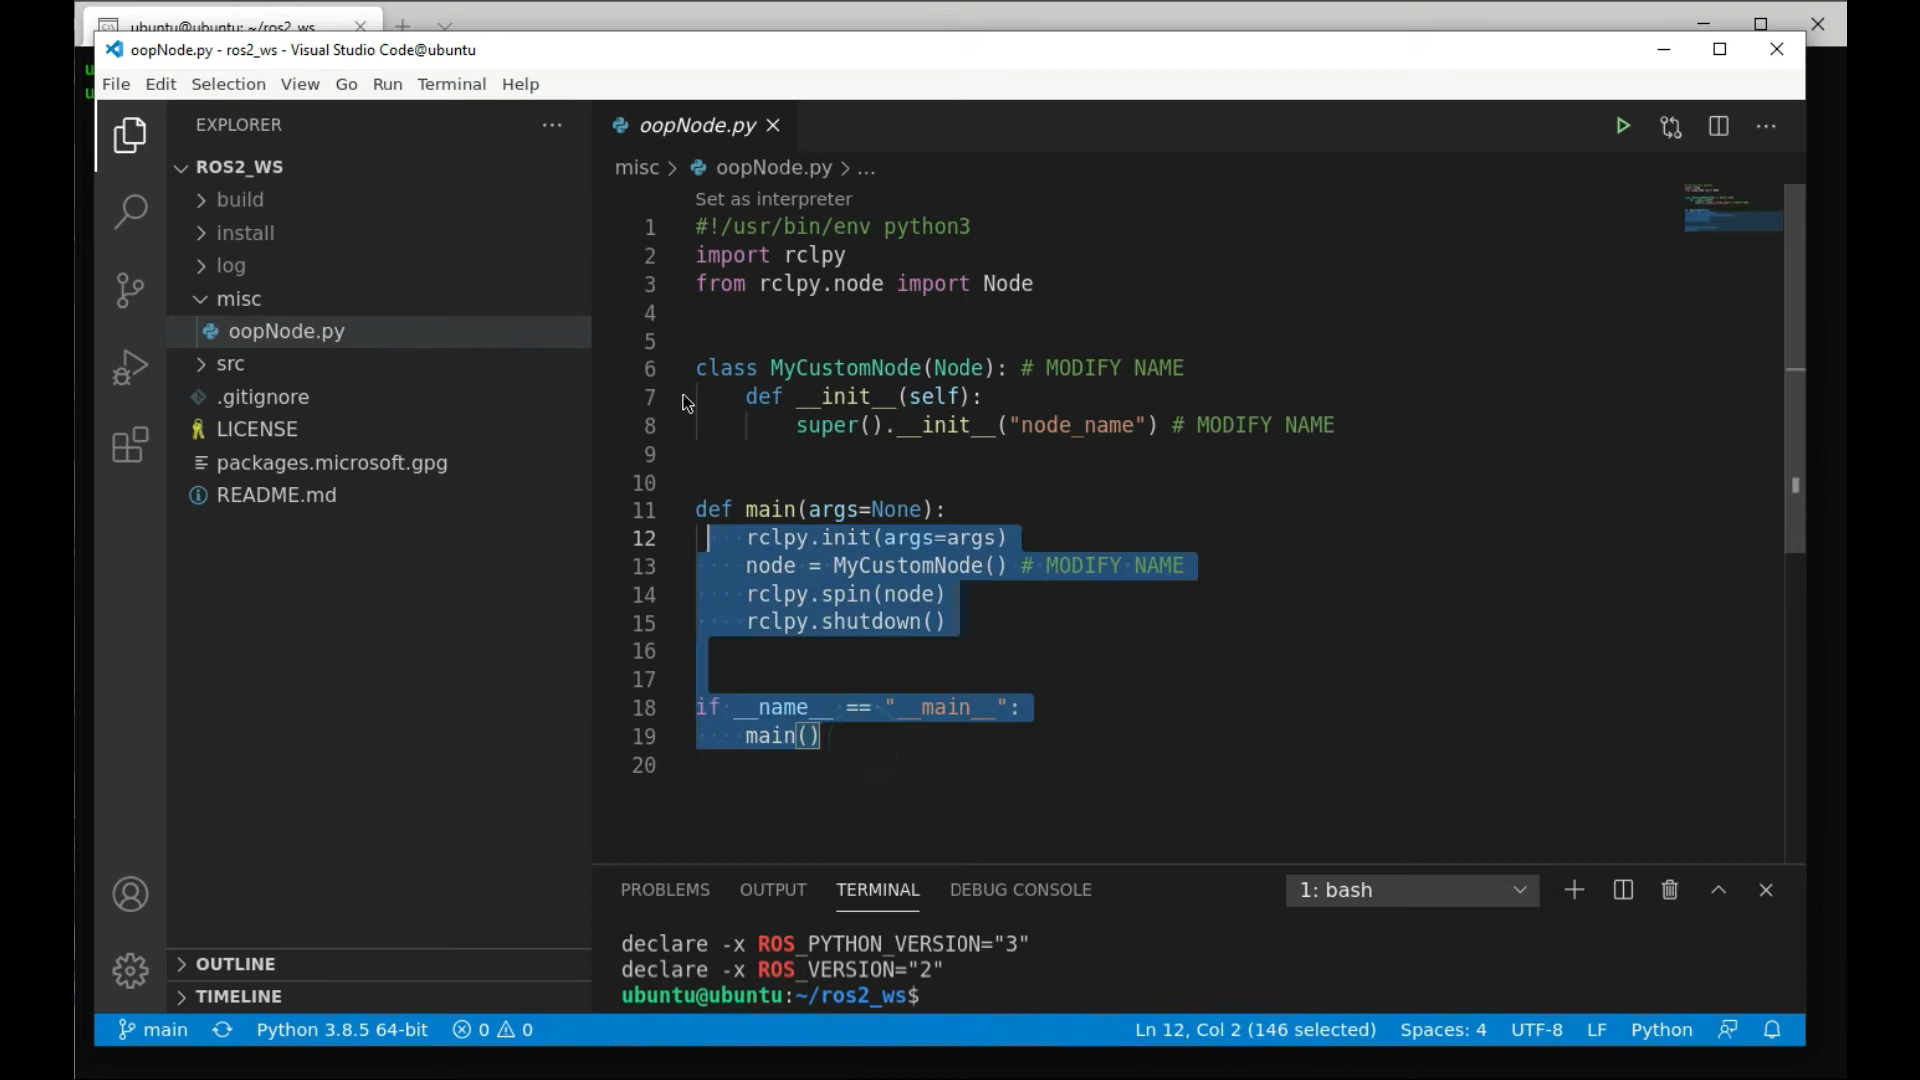 ubuntu@ubuntu: ~/ros2_ws
oopNode.py - ros2_ws - Visual Studio Code@ubuntu
File Edit Selection View Go Run Terminal Help
EXPLORER
ROS2_WS
build
install
log
misc
oopNode.py
src
.gitignore
LICENSE
packages.microsoft.gpg
README.md
OUTLINE
TIMELINE
oopNode.py
misc > oopNode.py > ...
Set as interpreter
1 #!/usr/bin/env python3
2 import rclpy
3 from rclpy.node import Node
4
5
6 class MyCustomNode(Node): # MODIFY NAME
7 def __init__(self):
8 super().__init__("node_name") # MODIFY NAME
9
10
11 def main(args=None):
12 rclpy.init(args=args)
13 node = MyCustomNode() # MODIFY NAME
14 rclpy.spin(node)
15 rclpy.shutdown()
16
17
18 if __name__ == "__main__":
19 main()
20
PROBLEMS OUTPUT TERMINAL DEBUG CONSOLE 1: bash
declare -x ROS_PYTHON_VERSION="3"
declare -x ROS_VERSION="2"
ubuntu@ubuntu:~/ros2_ws$
main Python 3.8.5 64-bit 0 0 Ln 12, Col 2 (146 selected) Spaces: 4 UTF-8 LF Python